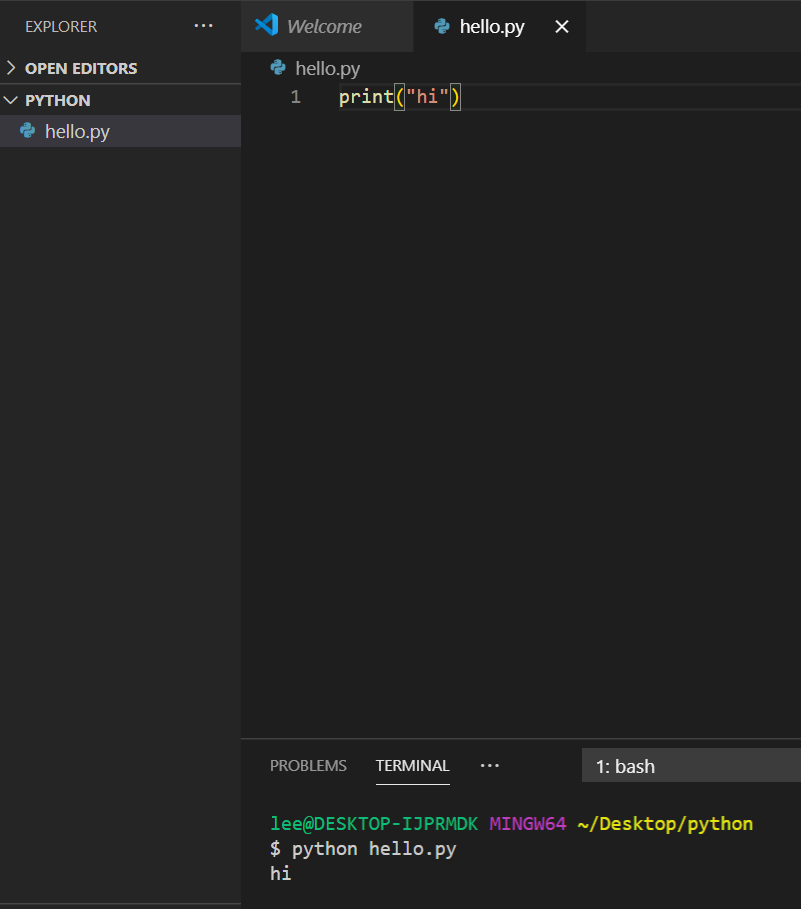 EXPLORER ···
OPEN EDITORS
PYTHON
hello.py
Welcome hello.py
hello.py
1 print("hi")
PROBLEMS TERMINAL ··· 1: bash
lee@DESKTOP-IJPRMDK MINGW64 ~/Desktop/python
$ python hello.py
hi